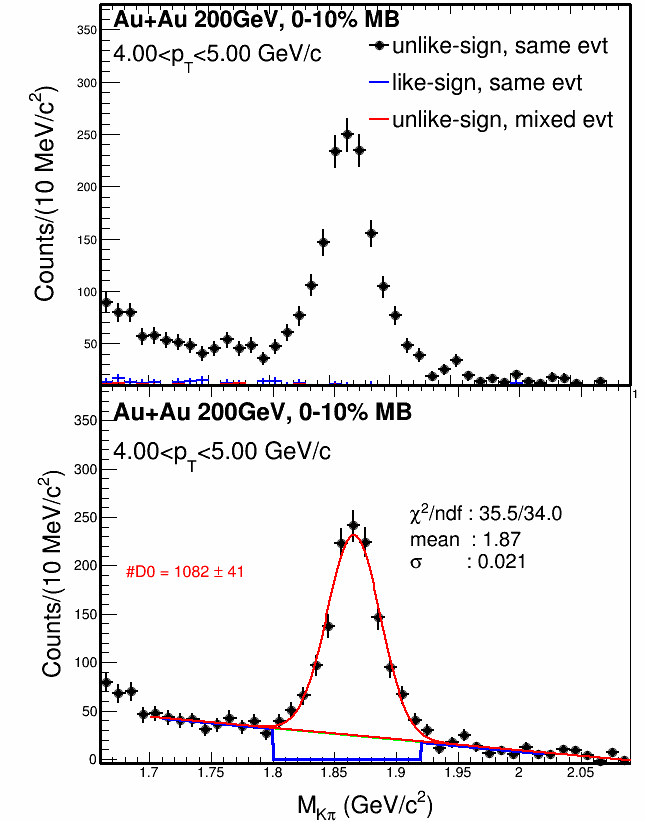 Au+Au 200GeV, 0-10% MB
4.00<p_T<5.00 GeV/c
unlike-sign, same evt
like-sign, same evt
unlike-sign, mixed evt
350
300
250
200
150
100
50
Counts/(10 MeV/c²)
1
Au+Au 200GeV, 0-10% MB
4.00<p_T<5.00 GeV/c
χ²/ndf : 35.5/34.0
mean : 1.87
σ : 0.021
#D0 = 1082 ± 41
350
300
250
200
150
100
50
0
Counts/(10 MeV/c²)
1.7 1.75 1.8 1.85 1.9 1.95 2 2.05
M_Kπ (GeV/c²)